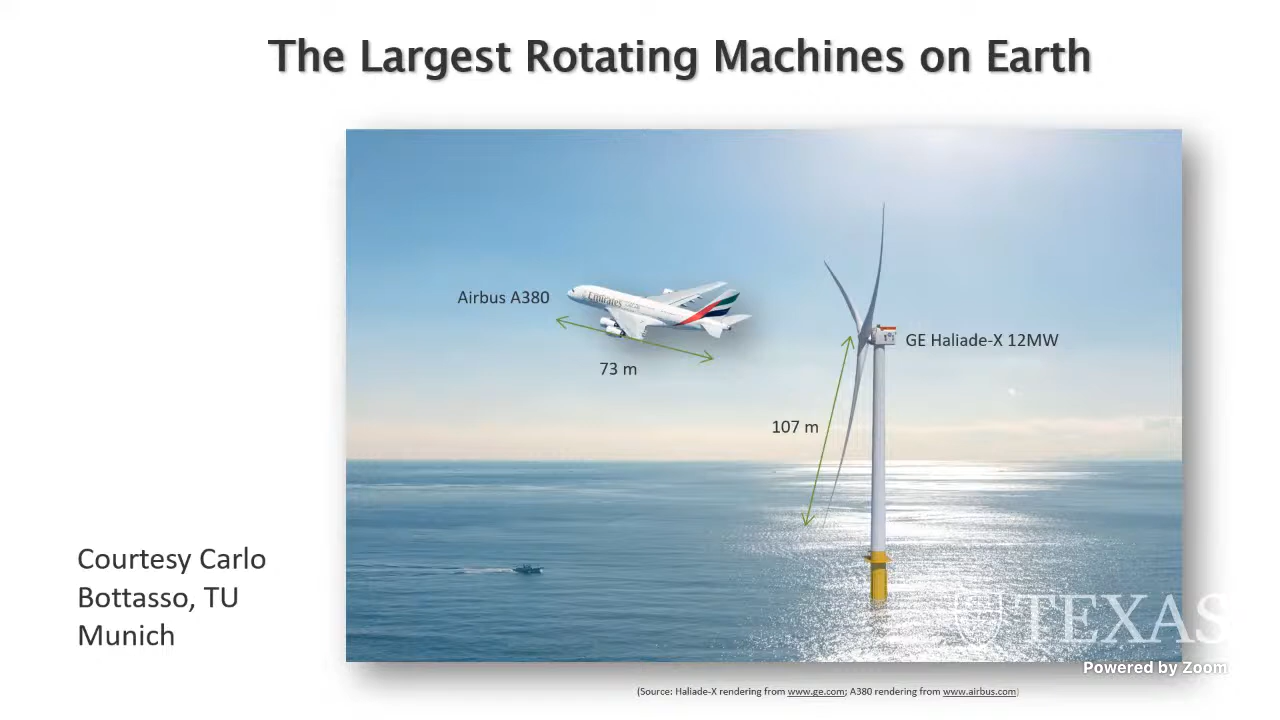 The Largest Rotating Machines on Earth
Airbus A380
Emirates
73 m
GE Haliade-X 12MW
107 m
Courtesy Carlo
Bottasso, TU
Munich
TEXAS
Powered by Zoom
(Source: Haliade-X rendering from www.ge.com; A380 rendering from www.airbus.com)